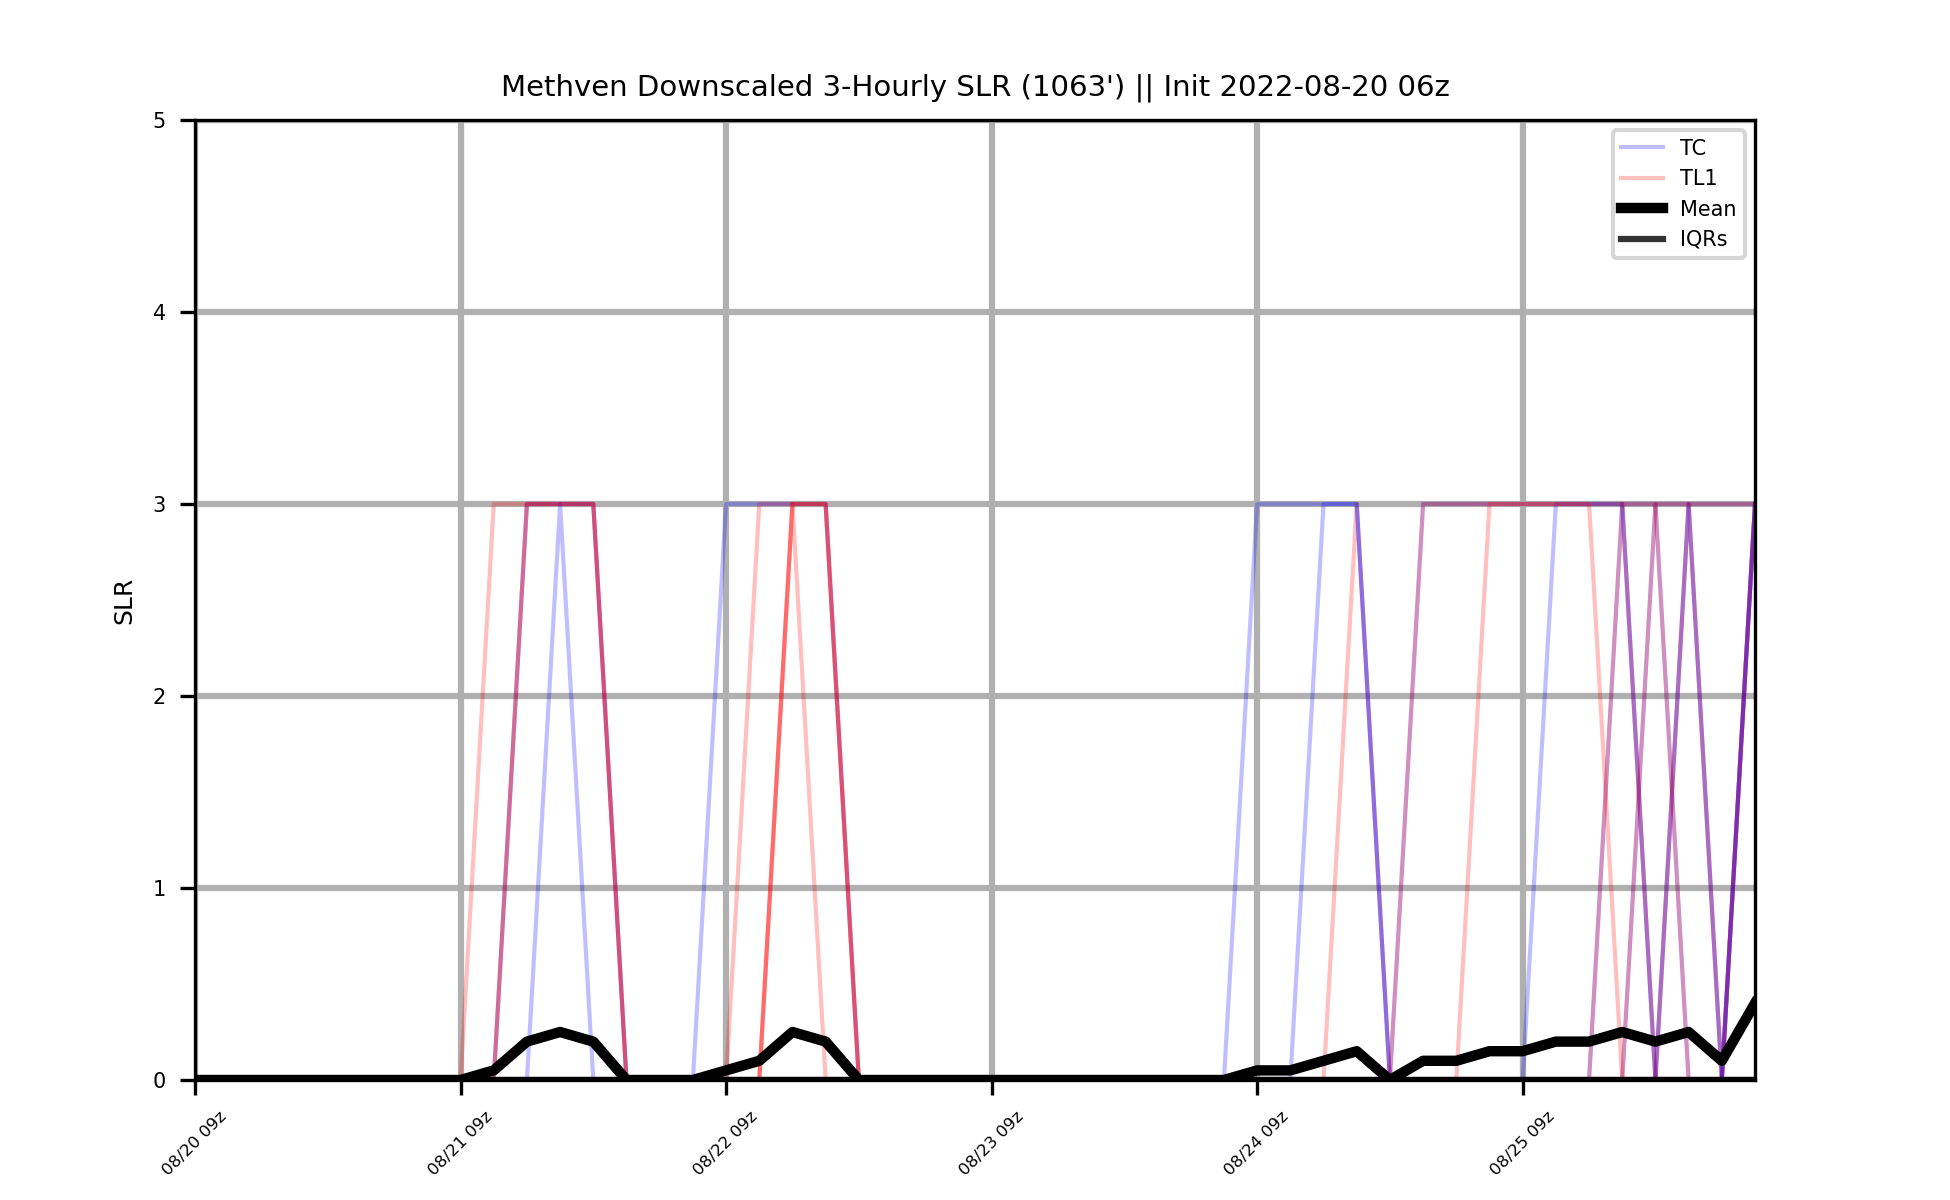 Methven Downscaled 3-Hourly SLR (1063') || Init 2022-08-20 06z
TC
TL1
Mean
IQRs
SLR
5
4
3
2
1
0
08/20 09z
08/21 09z
08/22 09z
08/23 09z
08/24 09z
08/25 09z